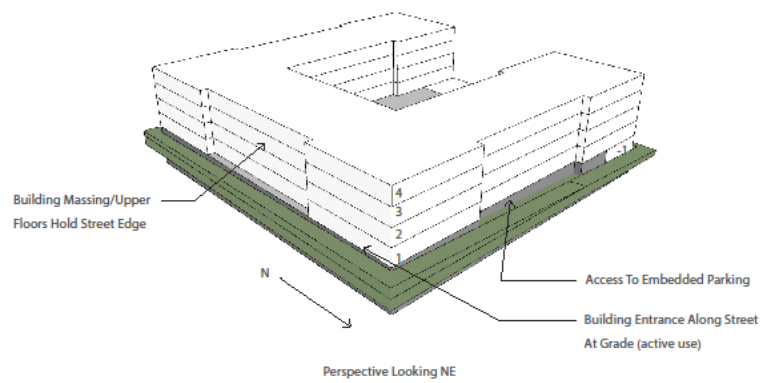 4
3
2
1
-1
Building Massing/Upper
Floors Hold Street Edge
N
Access To Embedded Parking
Building Entrance Along Street
At Grade (active use)
Perspective Looking NE